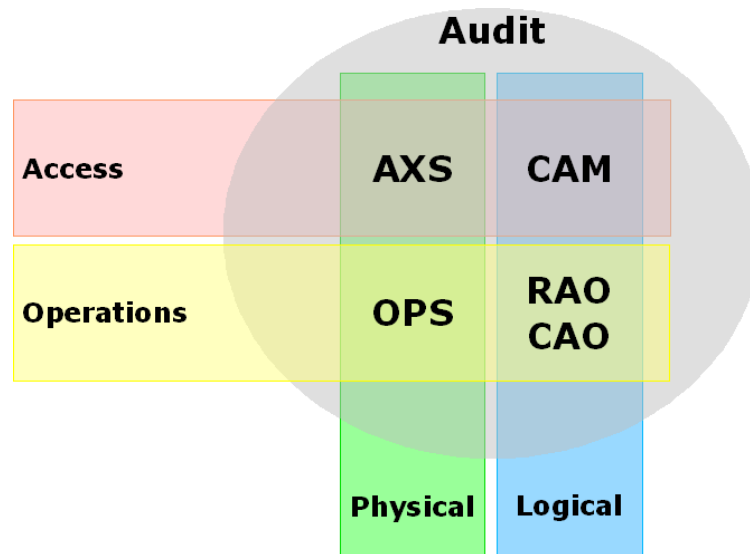 Audit
Access
AXS
CAM
Operations
OPS
RAO
CAO
Physical
Logical